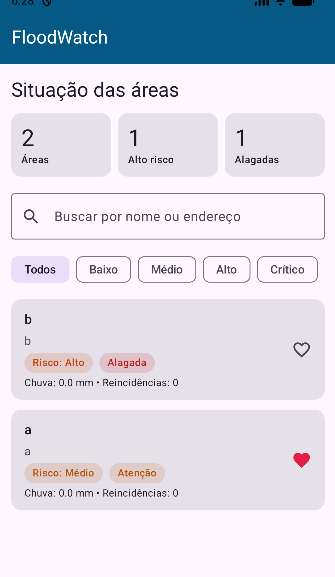 6:28
FloodWatch
Situação das áreas
2
Áreas
1
Alto risco
1
Alagadas
Buscar por nome ou endereço
Todos
Baixo
Médio
Alto
Crítico
b
b
Risco: Alto
Alagada
Chuva: 0.0 mm • Reincidências: 0
a
a
Risco: Médio
Atenção
Chuva: 0.0 mm • Reincidências: 0